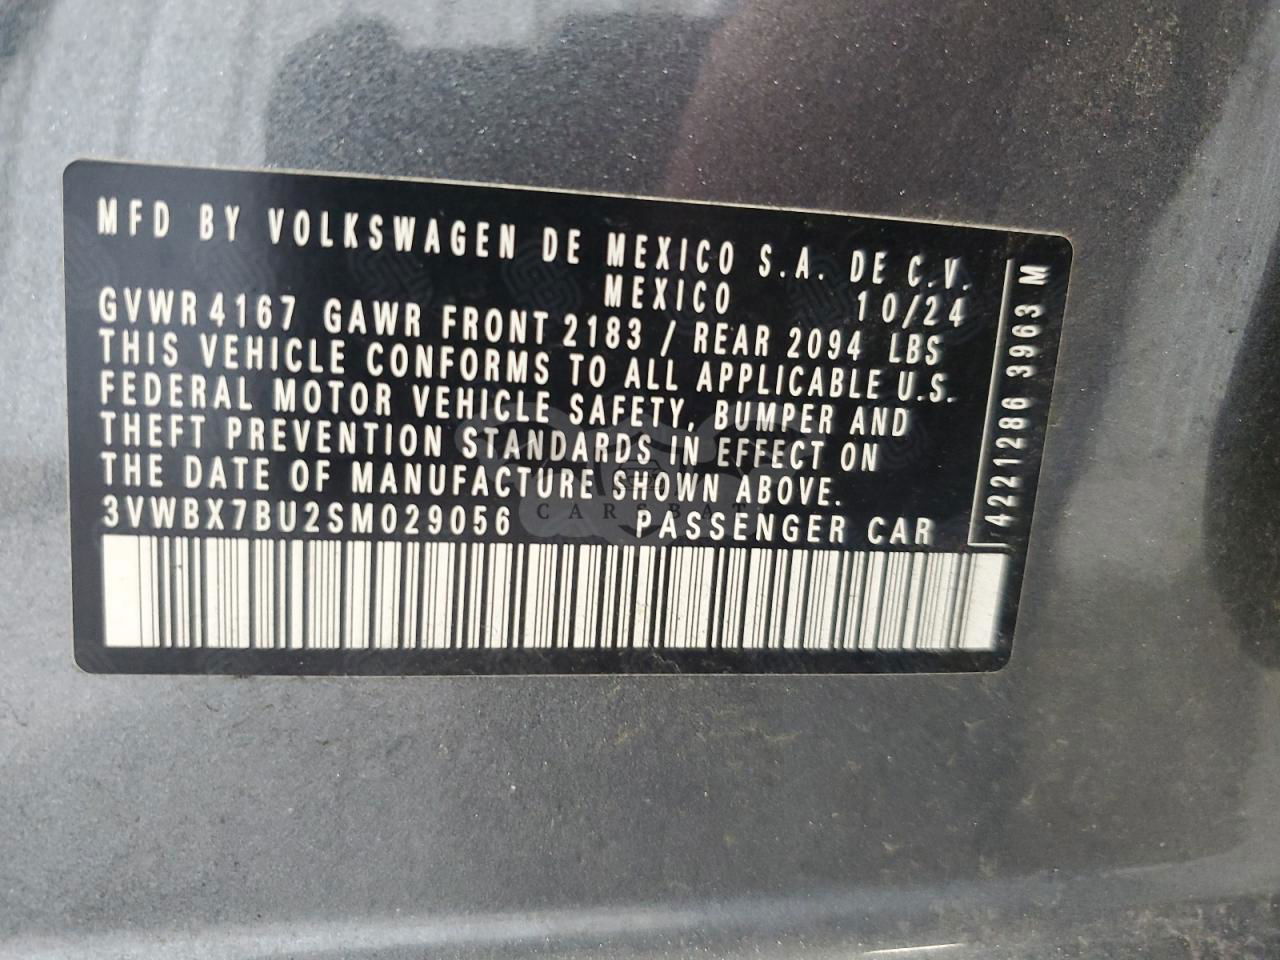 MFD BY VOLKSWAGEN DE MEXICO S.A. DE C.V.
MEXICO 10/24
GVWR 4167 GAWR FRONT 2183 / REAR 2094 LBS
THIS VEHICLE CONFORMS TO ALL APPLICABLE U.S.
FEDERAL MOTOR VEHICLE SAFETY, BUMPER AND
THEFT PREVENTION STANDARDS IN EFFECT ON
THE DATE OF MANUFACTURE SHOWN ABOVE.
3VWBX7BU2SM029056 PASSENGER CAR
4221286 3963 M
CARSBAT